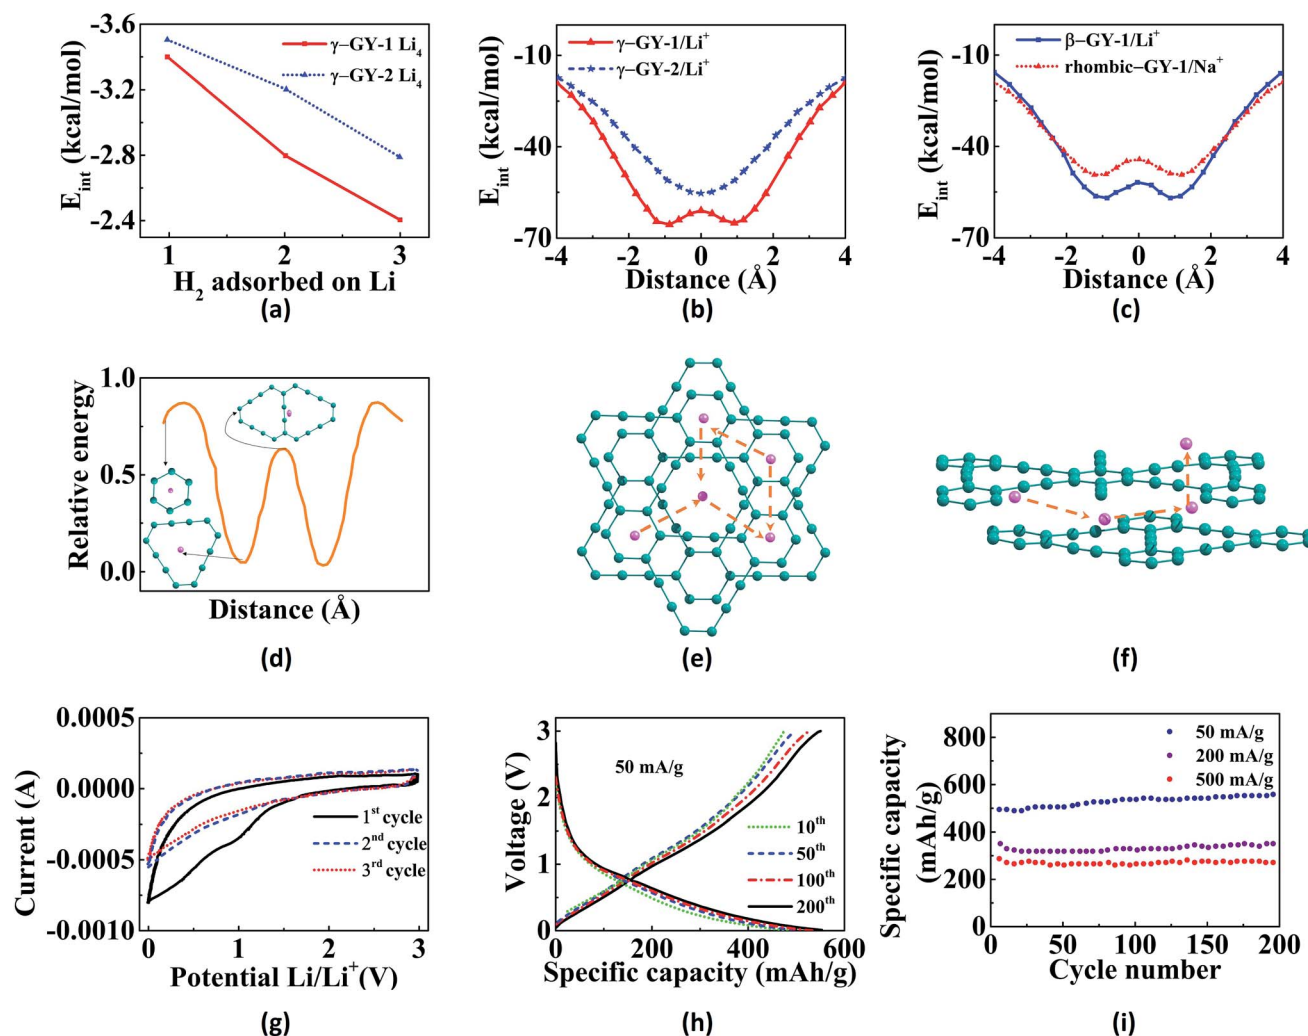 -3.6
-3.2
-2.8
-2.4
E_int (kcal/mol)
γ−GY-1 Li₄
γ−GY-2 Li₄
1 2 3
H₂ adsorbed on Li
(a)
-10
-40
-70
E_int (kcal/mol)
γ−GY-1/Li⁺
γ−GY-2/Li⁺
-4 -2 0 2 4
Distance (Å)
(b)
-10
-40
-70
E_int (kcal/mol)
β−GY-1/Li⁺
rhombic−GY-1/Na⁺
-4 -2 0 2 4
Distance (Å)
(c)
1.0
0.5
0.0
Relative energy
Distance (Å)
(d)
(e)
(f)
0.0005
0.0000
-0.0005
-0.0010
Current (A)
1ˢᵗ cycle
2ⁿᵈ cycle
3ʳᵈ cycle
0 1 2 3
Potential Li/Li⁺(V)
(g)
3
2
1
0
Voltage (V)
50 mA/g
10ᵗʰ
50ᵗʰ
100ᵗʰ
200ᵗʰ
0 200 400 600
Specific capacity (mAh/g)
(h)
800
600
400
200
0
Specific capacity
(mAh/g)
50 mA/g
200 mA/g
500 mA/g
0 50 100 150 200
Cycle number
(i)